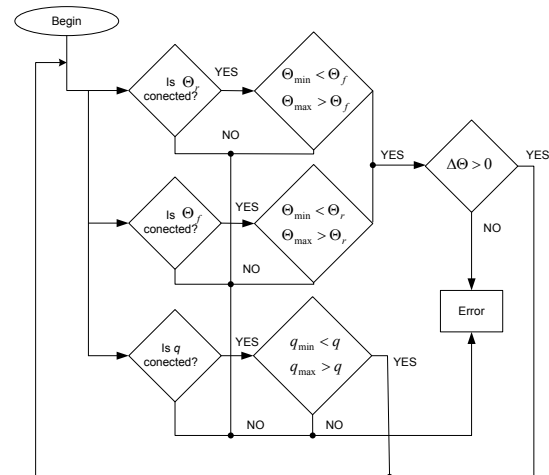 Begin
Is Θr
conected?
YES
Θmin < Θf
Θmax > Θf
NO
YES
ΔΘ > 0
YES
NO
Is Θf
conected?
YES
Θmin < Θr
Θmax > Θr
NO
Error
Is q
conected?
YES
qmin < q
qmax > q
YES
NO
NO